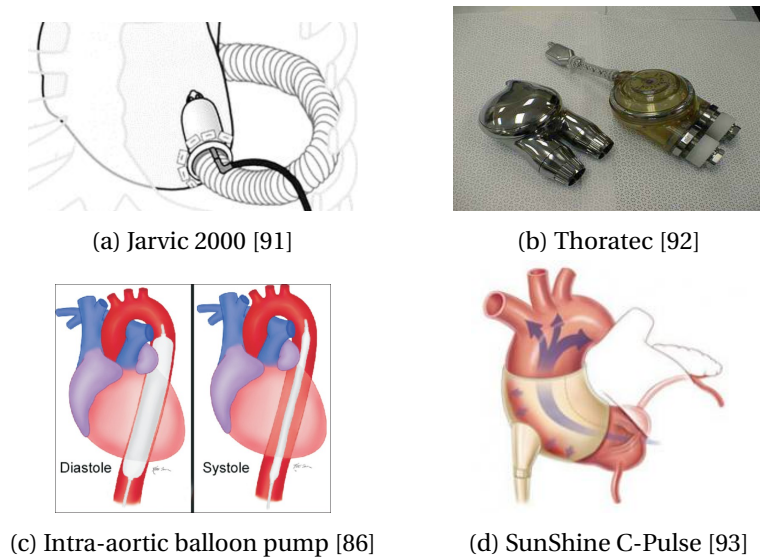 (a) Jarvic 2000 [91]
(b) Thoratec [92]
Diastole
Systole
(c) Intra-aortic balloon pump [86]
(d) SunShine C-Pulse [93]